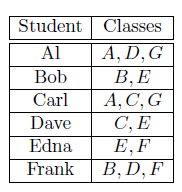 Student Classes
Al A, D, G
Bob B, E
Carl A, C, G
Dave C, E
Edna E, F
Frank B, D, F